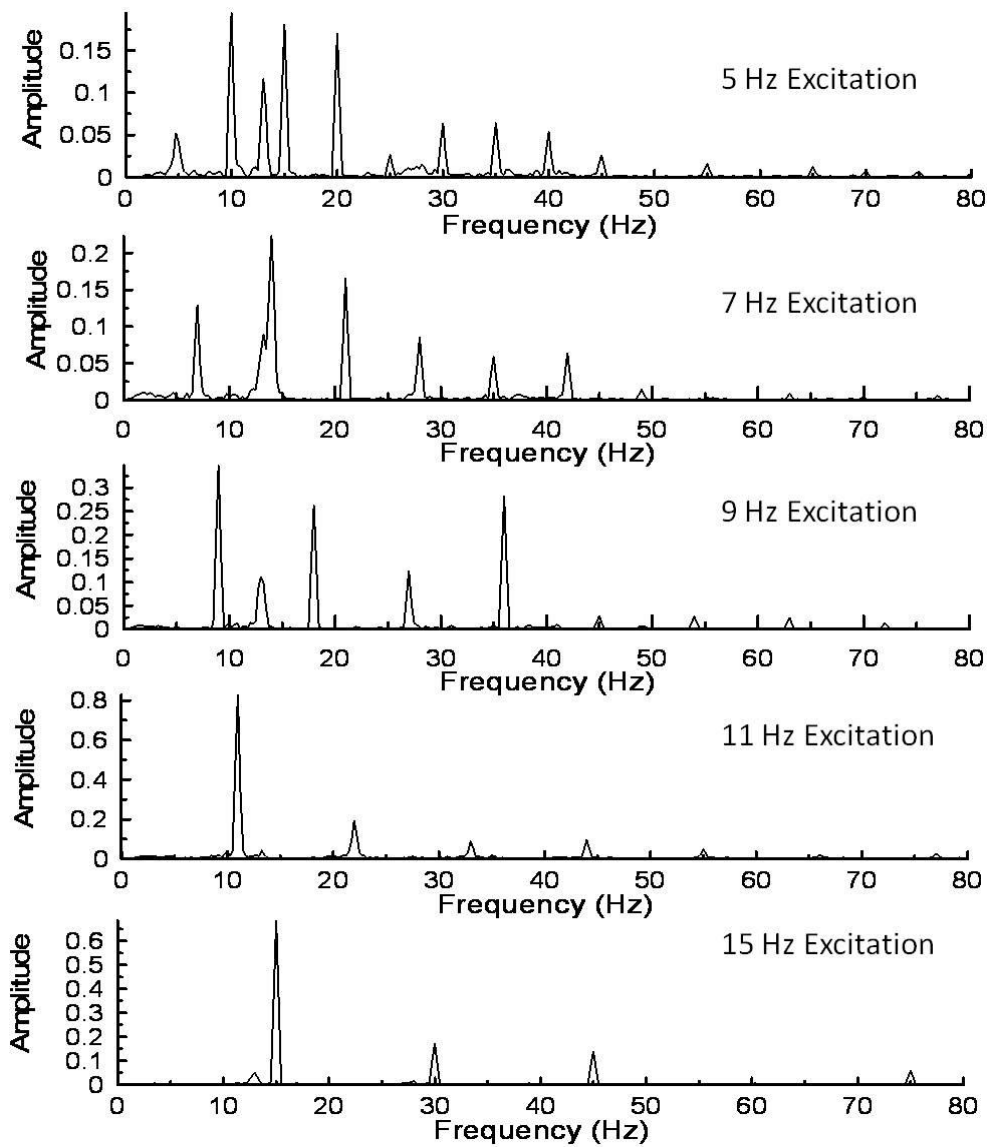 Amplitude
0.15
0.1
0.05
0
5 Hz Excitation
0 10 20 30 40 50 60 70 80
Frequency (Hz)
Amplitude
0.2
0.15
0.1
0.05
0
7 Hz Excitation
0 10 20 30 40 50 60 70 80
Frequency (Hz)
Amplitude
0.3
0.25
0.2
0.15
0.1
0.05
0
9 Hz Excitation
0 10 20 30 40 50 60 70 80
Frequency (Hz)
Amplitude
0.8
0.6
0.4
0.2
0
11 Hz Excitation
0 10 20 30 40 50 60 70 80
Frequency (Hz)
Amplitude
0.6
0.5
0.4
0.3
0.2
0.1
0
15 Hz Excitation
0 10 20 30 40 50 60 70 80
Frequency (Hz)